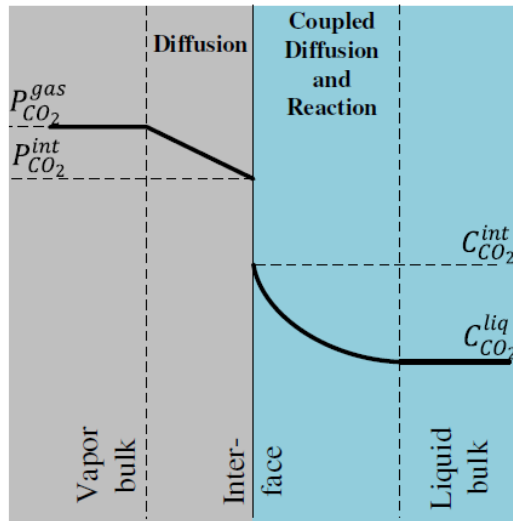 Diffusion
Coupled
Diffusion
and
Reaction
P_{CO_2}^{gas}
P_{CO_2}^{int}
C_{CO_2}^{int}
C_{CO_2}^{liq}
Vapor
bulk
Inter-
face
Liquid
bulk